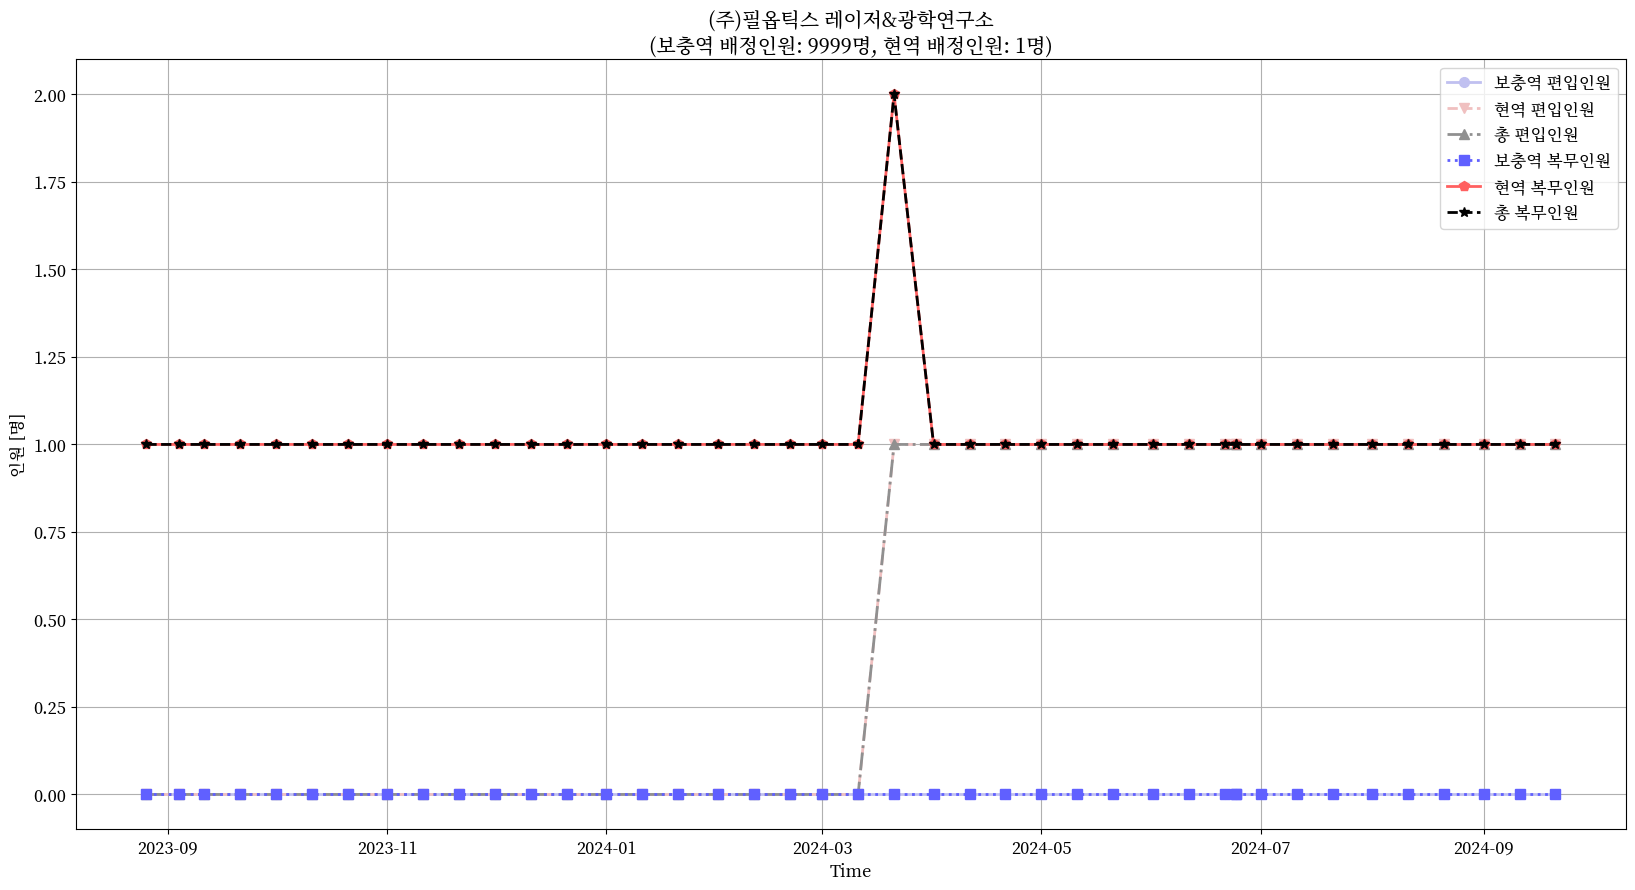 (주)필옵틱스 레이저&광학연구소
(보충역 배정인원: 9999명, 현역 배정인원: 1명)
보충역 편입인원
현역 편입인원
총 편입인원
보충역 복무인원
현역 복무인원
총 복무인원
2.00
1.75
1.50
1.25
1.00
0.75
0.50
0.25
0.00
인원 [명]
2023-09
2023-11
2024-01
2024-03
2024-05
2024-07
2024-09
Time